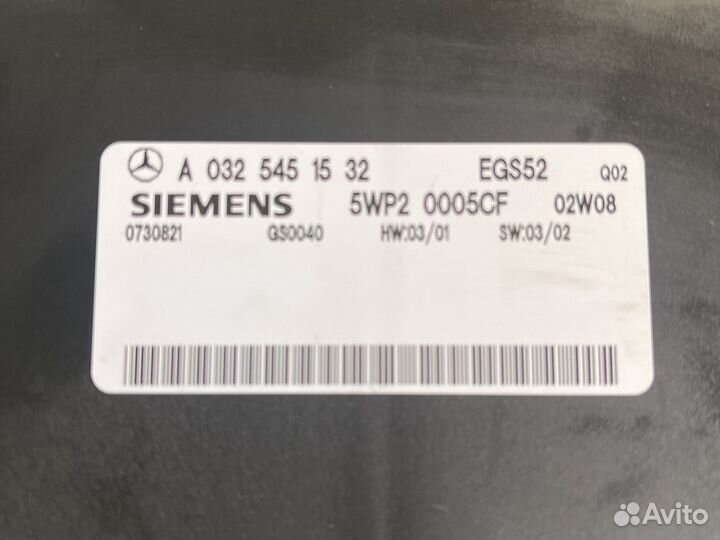 A 032 545 15 32 EGS52 Q02
SIEMENS 5WP2 0005CF 02W08
0730821 GS0040 HW:03/01 SW:03/02
Avito